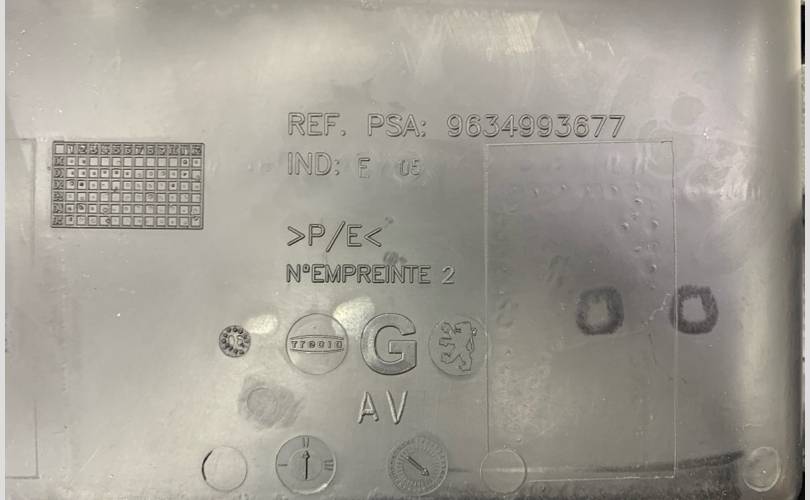 REF. PSA: 9634993677
IND: E 05
>P/E<
N°EMPREINTE 2
G
AV